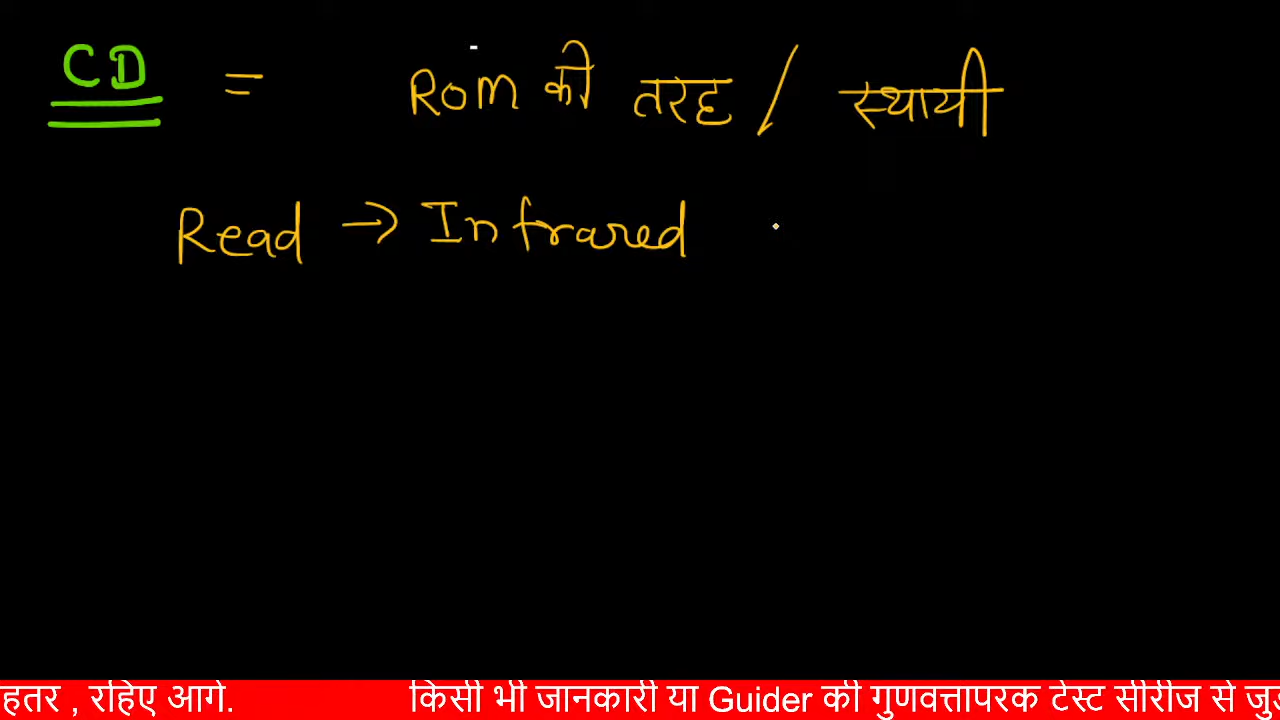 CD = Rom की तरह / स्थायी
Read → Infrared
हतर , रहिए आगे. किसी भी जानकारी या Guider की गुणवत्तापरक टेस्ट सीरीज से जुड़